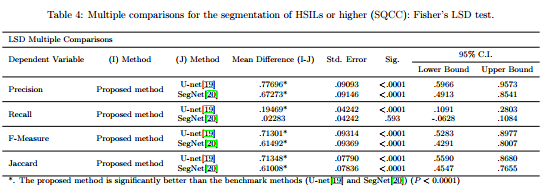 Table 4: Multiple comparisons for the segmentation of HSILs or higher (SQCC): Fisher's LSD test.
LSD Multiple Comparisons
Dependent Variable (I) Method (J) Method Mean Difference (I-J) Std. Error Sig. 95% C.I.
Lower Bound Upper Bound
Precision Proposed method U-net[19] .77696* .09093 <.0001 .5966 .9573
SegNet[20] .67273* .09146 <.0001 .4913 .8541
Recall Proposed method U-net[19] .19469* .04242 <.0001 .1091 .2803
SegNet[20] .02283 .04242 .593 -.0628 .1084
F-Measure Proposed method U-net[19] .71301* .09314 <.0001 .5283 .8977
SegNet[20] .61492* .09369 <.0001 .4291 .8007
Jaccard Proposed method U-net[19] .71348* .07790 <.0001 .5590 .8680
SegNet[20] .61008* .07836 <.0001 .4547 .7655
*. The proposed method is significantly better than the benchmark methods (U-net[19] and SegNet[20]) (P < 0.0001)